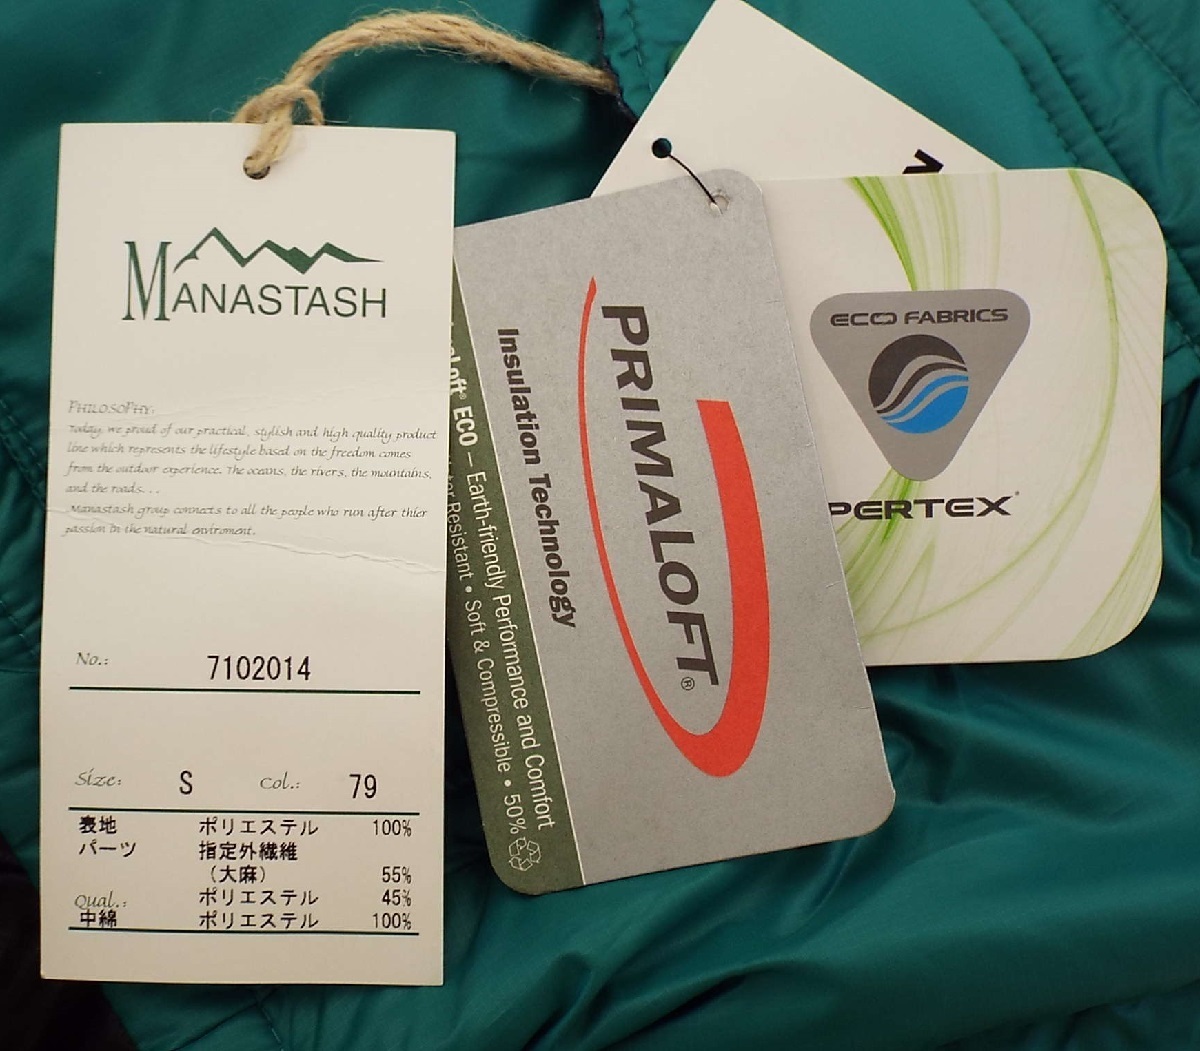 MANASTASH
PHILOSOPHY:
Today, we proud of our practical, stylish and high quality product
line which represents the lifestyle based on the freedom comes
from the outdoor experience. The oceans, the rivers, the mountains,
and the roads. . .
Manastash group connects to all the people who run after thier
passion in the natural enviroment.
No.: 7102014
Size: S Col.: 79
表地 ポリエステル 100%
パーツ 指定外繊維
（大麻） 55%
Qual.: ポリエステル 45%
中綿 ポリエステル 100%
PRIMALOFT®
Insulation Technology
Loft® ECO – Earth-friendly Performance and Comfort
Resistant • Soft & Compressible • 50%
ECO FABRICS
PERTEX